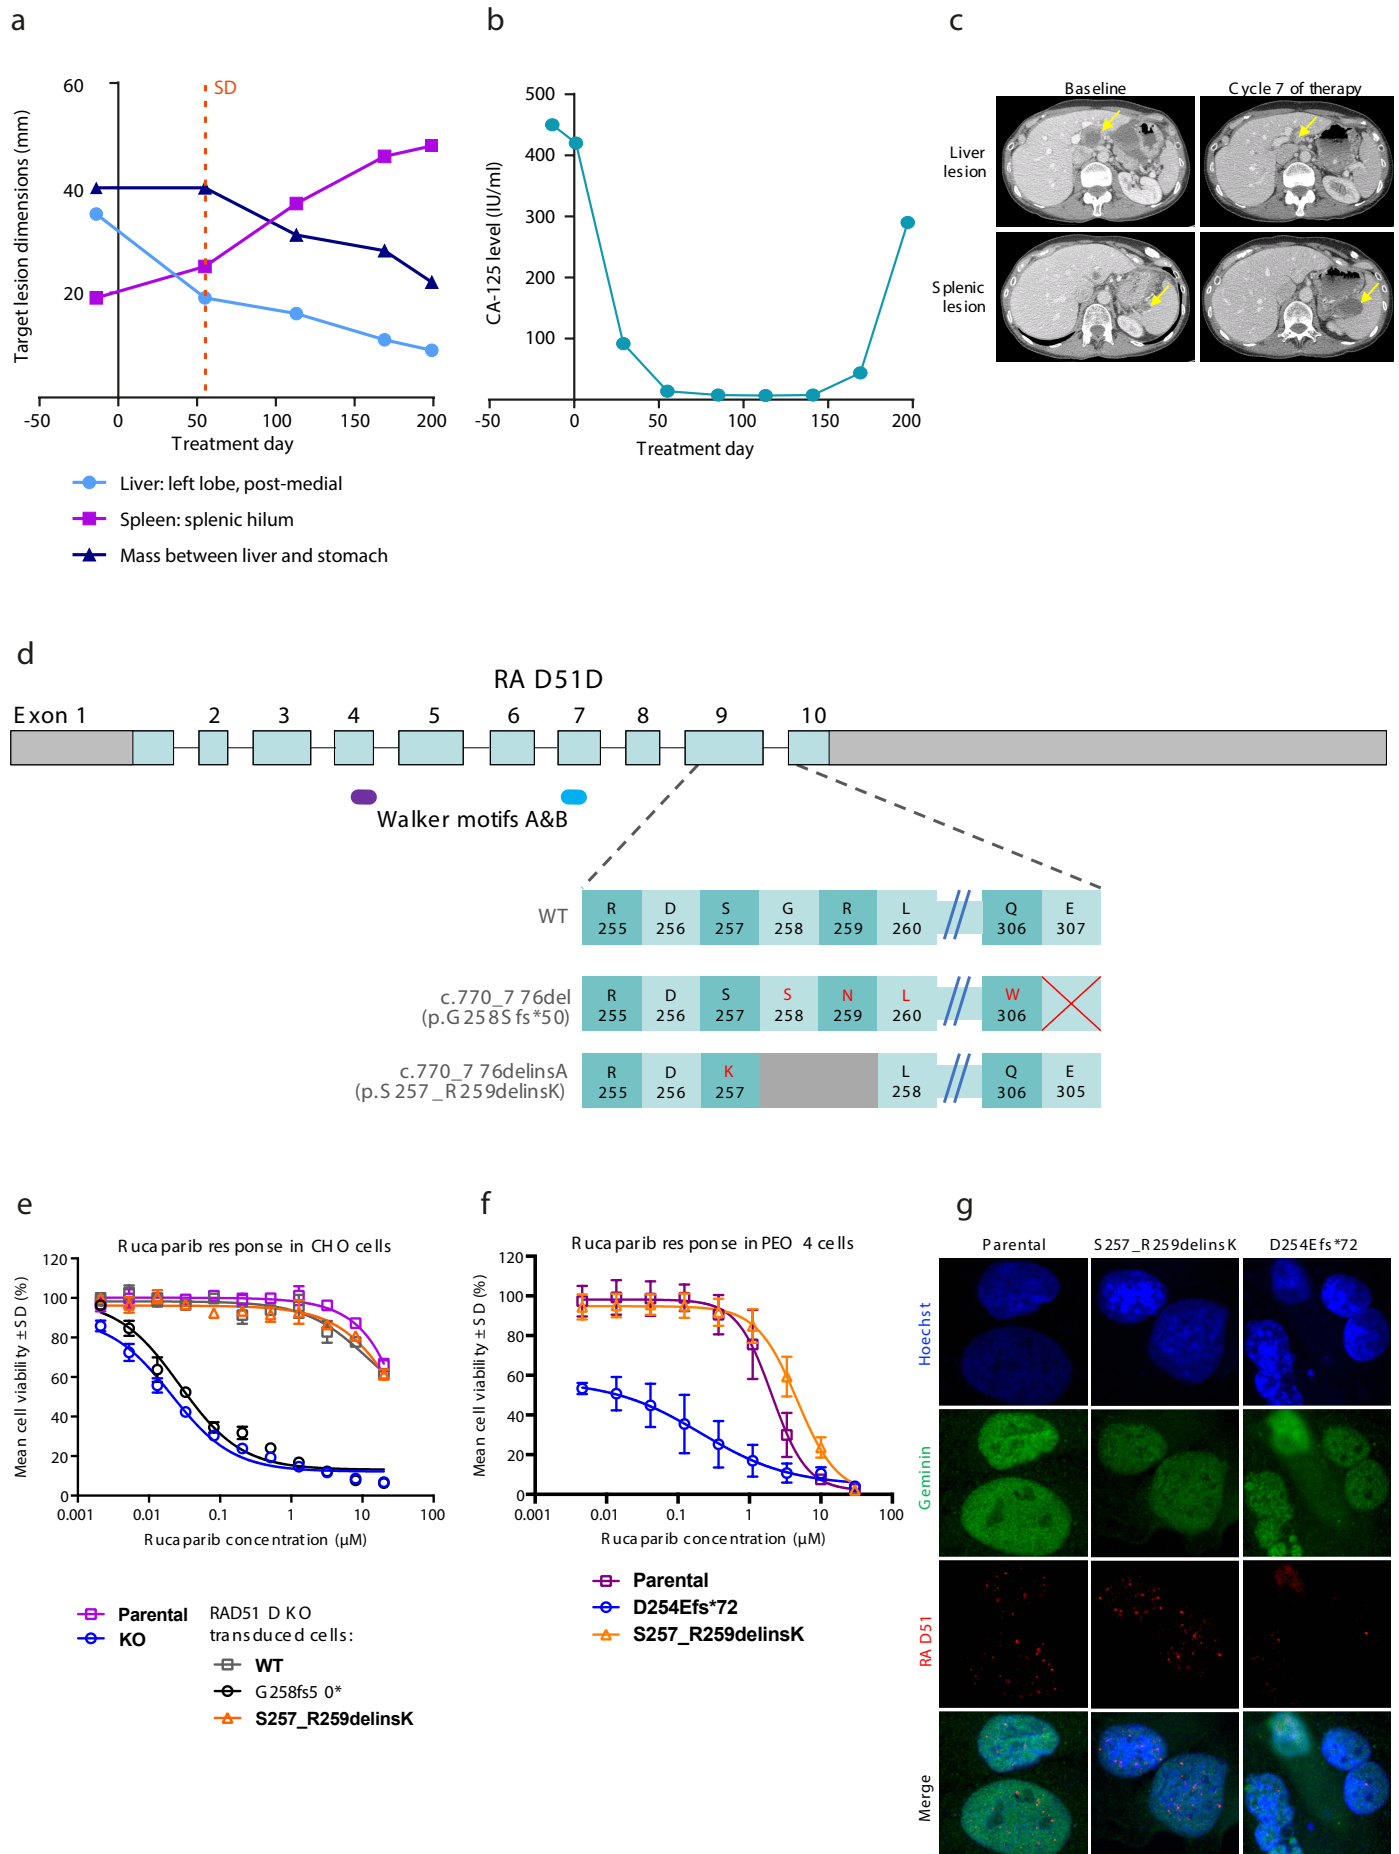 a
60
40
20
-50
0
50
100
150
200
SD
Target lesion dimensions (mm)
Treatment day
Liver: left lobe, post-medial
Spleen: splenic hilum
Mass between liver and stomach
b
500
400
300
200
100
-50
0
50
100
150
200
CA-125 level (IU/ml)
Treatment day
c
Baseline
Cycle 7 of therapy
Liver
lesion
Splenic
lesion
d
RAD51D
Exon 1
2
3
4
5
6
7
8
9
10
Walker motifs A&B
WT
R D S G R L Q E
255 256 257 258 259 260 306 307
c.770_776del
(p.G258Sfs*50)
R D S S N L W
255 256 257 258 259 260 306
c.770_776delinsA
(p.S257_R259delinsK)
R D K L Q E
255 256 257 258 306 305
e
Rucaparib response in CHO cells
120
100
80
60
40
20
0
0.001
0.01
0.1
1
10
100
Mean cell viability ± SD (%)
Rucaparib concentration (µM)
Parental
KO
RAD51D KO
transduced cells:
WT
G258fs50*
S257_R259delinsK
f
Rucaparib response in PEO4 cells
120
100
80
60
40
20
0
0.001
0.01
0.1
1
10
100
Mean cell viability ± SD (%)
Rucaparib concentration (µM)
Parental
D254Efs*72
S257_R259delinsK
g
Parental
S257_R259delinsK
D254Efs*72
Hoechst
Geminin
RAD51
Merge